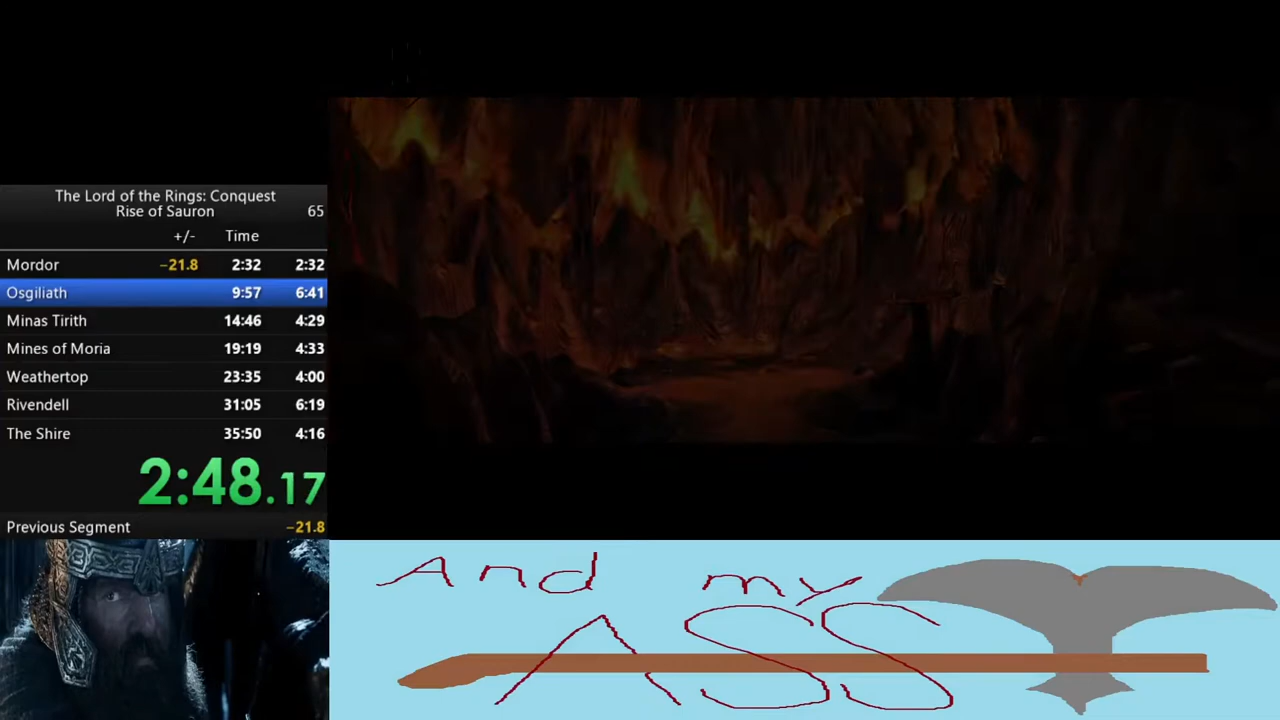 The Lord of the Rings: Conquest
Rise of Sauron 65
+/- Time
Mordor −21.8 2:32 2:32
Osgiliath 9:57 6:41
Minas Tirith 14:46 4:29
Mines of Moria 19:19 4:33
Weathertop 23:35 4:00
Rivendell 31:05 6:19
The Shire 35:50 4:16
2:48.17
Previous Segment −21.8
And my
ASS